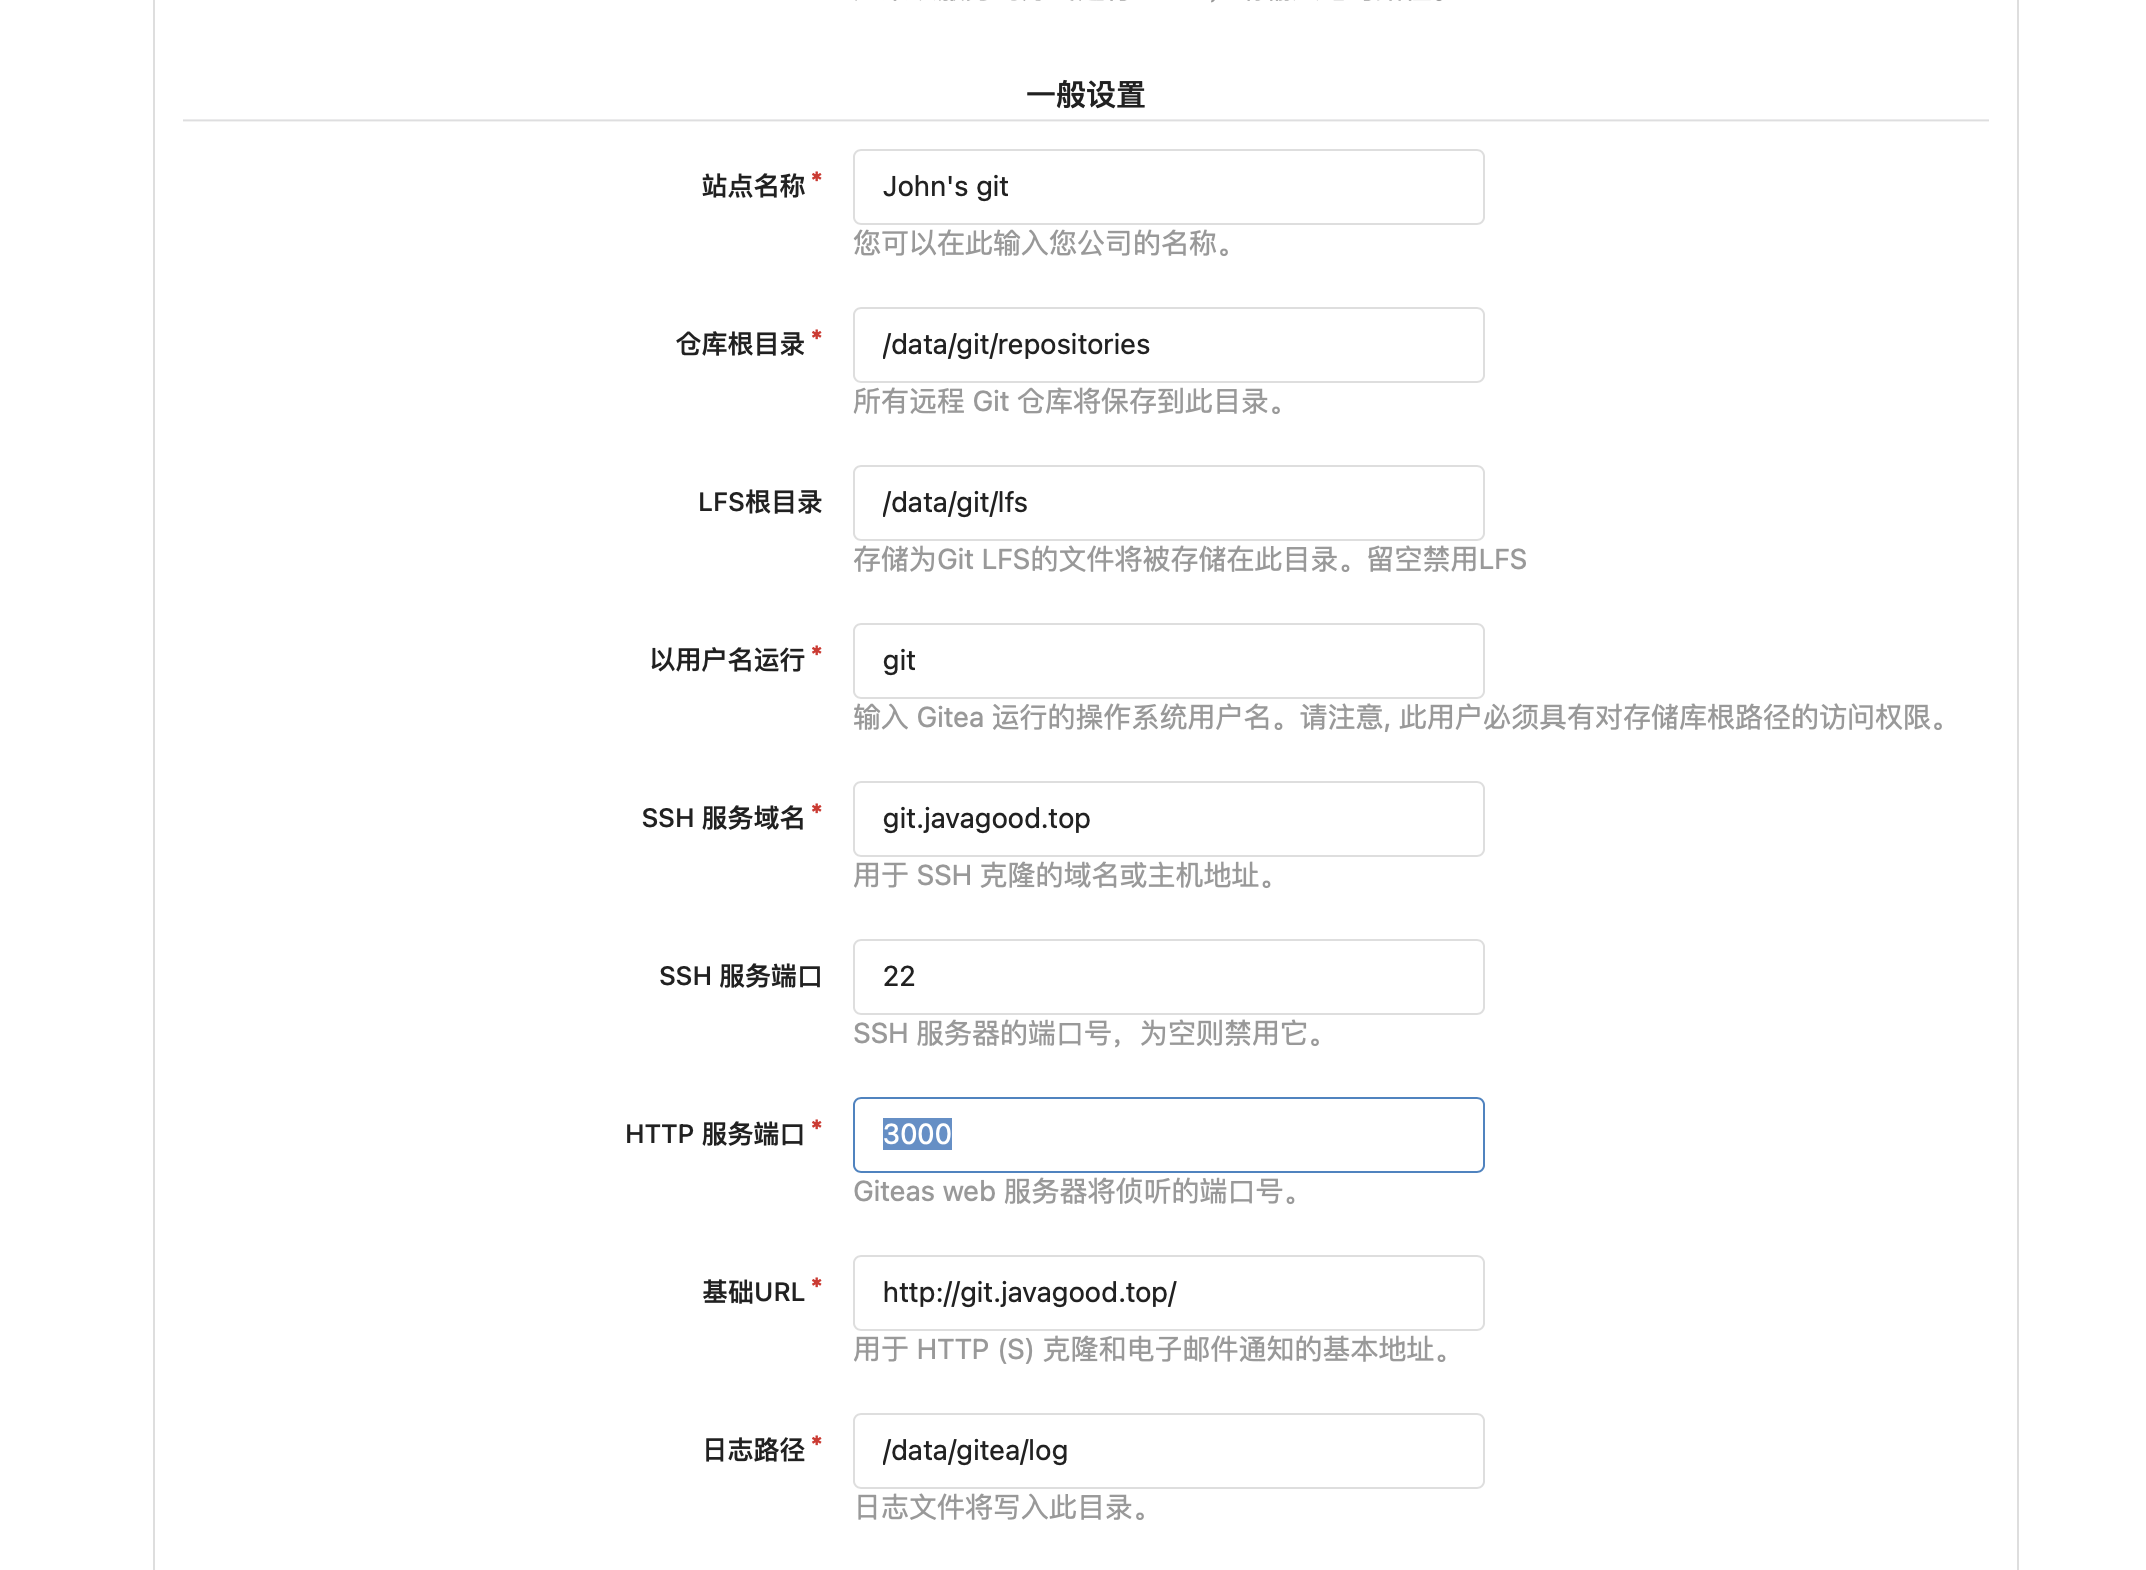 一般设置
站点名称*
John's git
您可以在此输入您公司的名称。
仓库根目录*
/data/git/repositories
所有远程 Git 仓库将保存到此目录。
LFS根目录
/data/git/lfs
存储为Git LFS的文件将被存储在此目录。留空禁用LFS
以用户名运行*
git
输入 Gitea 运行的操作系统用户名。请注意, 此用户必须具有对存储库根路径的访问权限。
SSH 服务域名*
git.javagood.top
用于 SSH 克隆的域名或主机地址。
SSH 服务端口
22
SSH 服务器的端口号，为空则禁用它。
HTTP 服务端口*
3000
Giteas web 服务器将侦听的端口号。
基础URL*
http://git.javagood.top/
用于 HTTP (S) 克隆和电子邮件通知的基本地址。
日志路径*
/data/gitea/log
日志文件将写入此目录。